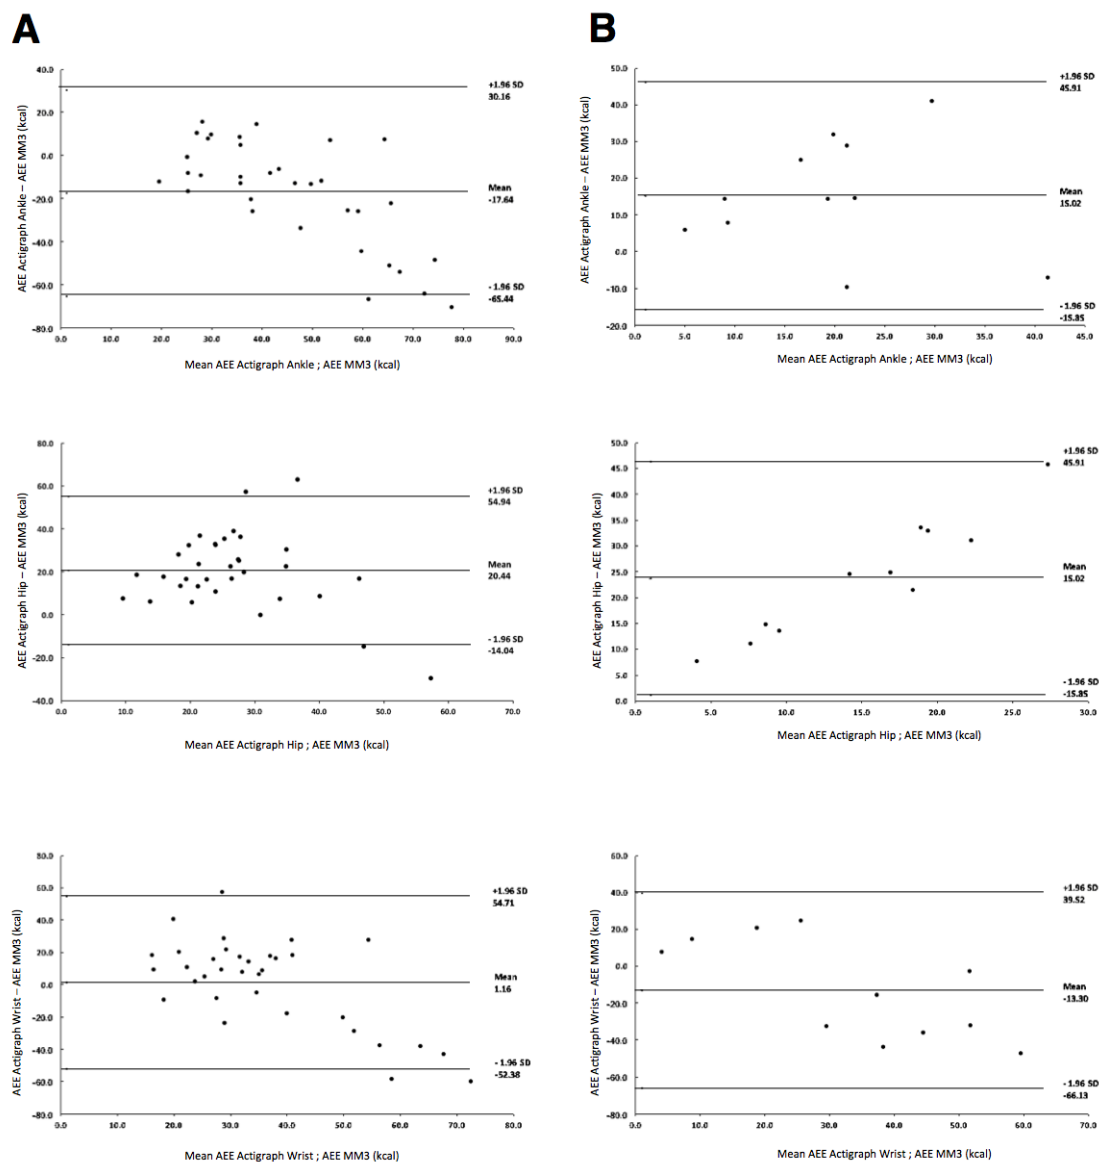 A
B
40.0
20.0
0.0
-20.0
-40.0
-60.0
-80.0
0.0 10.0 20.0 30.0 40.0 50.0 60.0 70.0 80.0 90.0
AEE Actigraph Ankle – AEE MM3 (kcal)
Mean AEE Actigraph Ankle ; AEE MM3 (kcal)
+1.96 SD
30.16
Mean
-17.64
- 1.96 SD
-65.44
50.0
40.0
30.0
20.0
10.0
0.0
-10.0
-20.0
0.0 5.0 10.0 15.0 20.0 25.0 30.0 35.0 40.0 45.0
AEE Actigraph Ankle – AEE MM3 (kcal)
Mean AEE Actigraph Ankle ; AEE MM3 (kcal)
+1.96 SD
45.91
Mean
15.02
- 1.96 SD
-15.85
80.0
60.0
40.0
20.0
0.0
-20.0
-40.0
0.0 10.0 20.0 30.0 40.0 50.0 60.0 70.0
AEE Actigraph Hip – AEE MM3 (kcal)
Mean AEE Actigraph Hip ; AEE MM3 (kcal)
+1.96 SD
54.94
Mean
20.44
- 1.96 SD
-14.04
50.0
45.0
40.0
35.0
30.0
25.0
20.0
15.0
10.0
5.0
0.0
0.0 5.0 10.0 15.0 20.0 25.0 30.0
AEE Actigraph Hip – AEE MM3 (kcal)
Mean AEE Actigraph Hip ; AEE MM3 (kcal)
+1.96 SD
45.91
Mean
15.02
- 1.96 SD
-15.85
80.0
60.0
40.0
20.0
0.0
-20.0
-40.0
-60.0
-80.0
0.0 10.0 20.0 30.0 40.0 50.0 60.0 70.0 80.0
AEE Actigraph Wrist – AEE MM3 (kcal)
Mean AEE Actigraph Wrist ; AEE MM3 (kcal)
+1.96 SD
54.71
Mean
1.16
- 1.96 SD
-52.38
60.0
40.0
20.0
0.0
-20.0
-40.0
-60.0
-80.0
0.0 10.0 20.0 30.0 40.0 50.0 60.0 70.0
AEE Actigraph Wrist – AEE MM3 (kcal)
Mean AEE Actigraph Wrist ; AEE MM3 (kcal)
+1.96 SD
39.52
Mean
-13.30
- 1.96 SD
-66.13